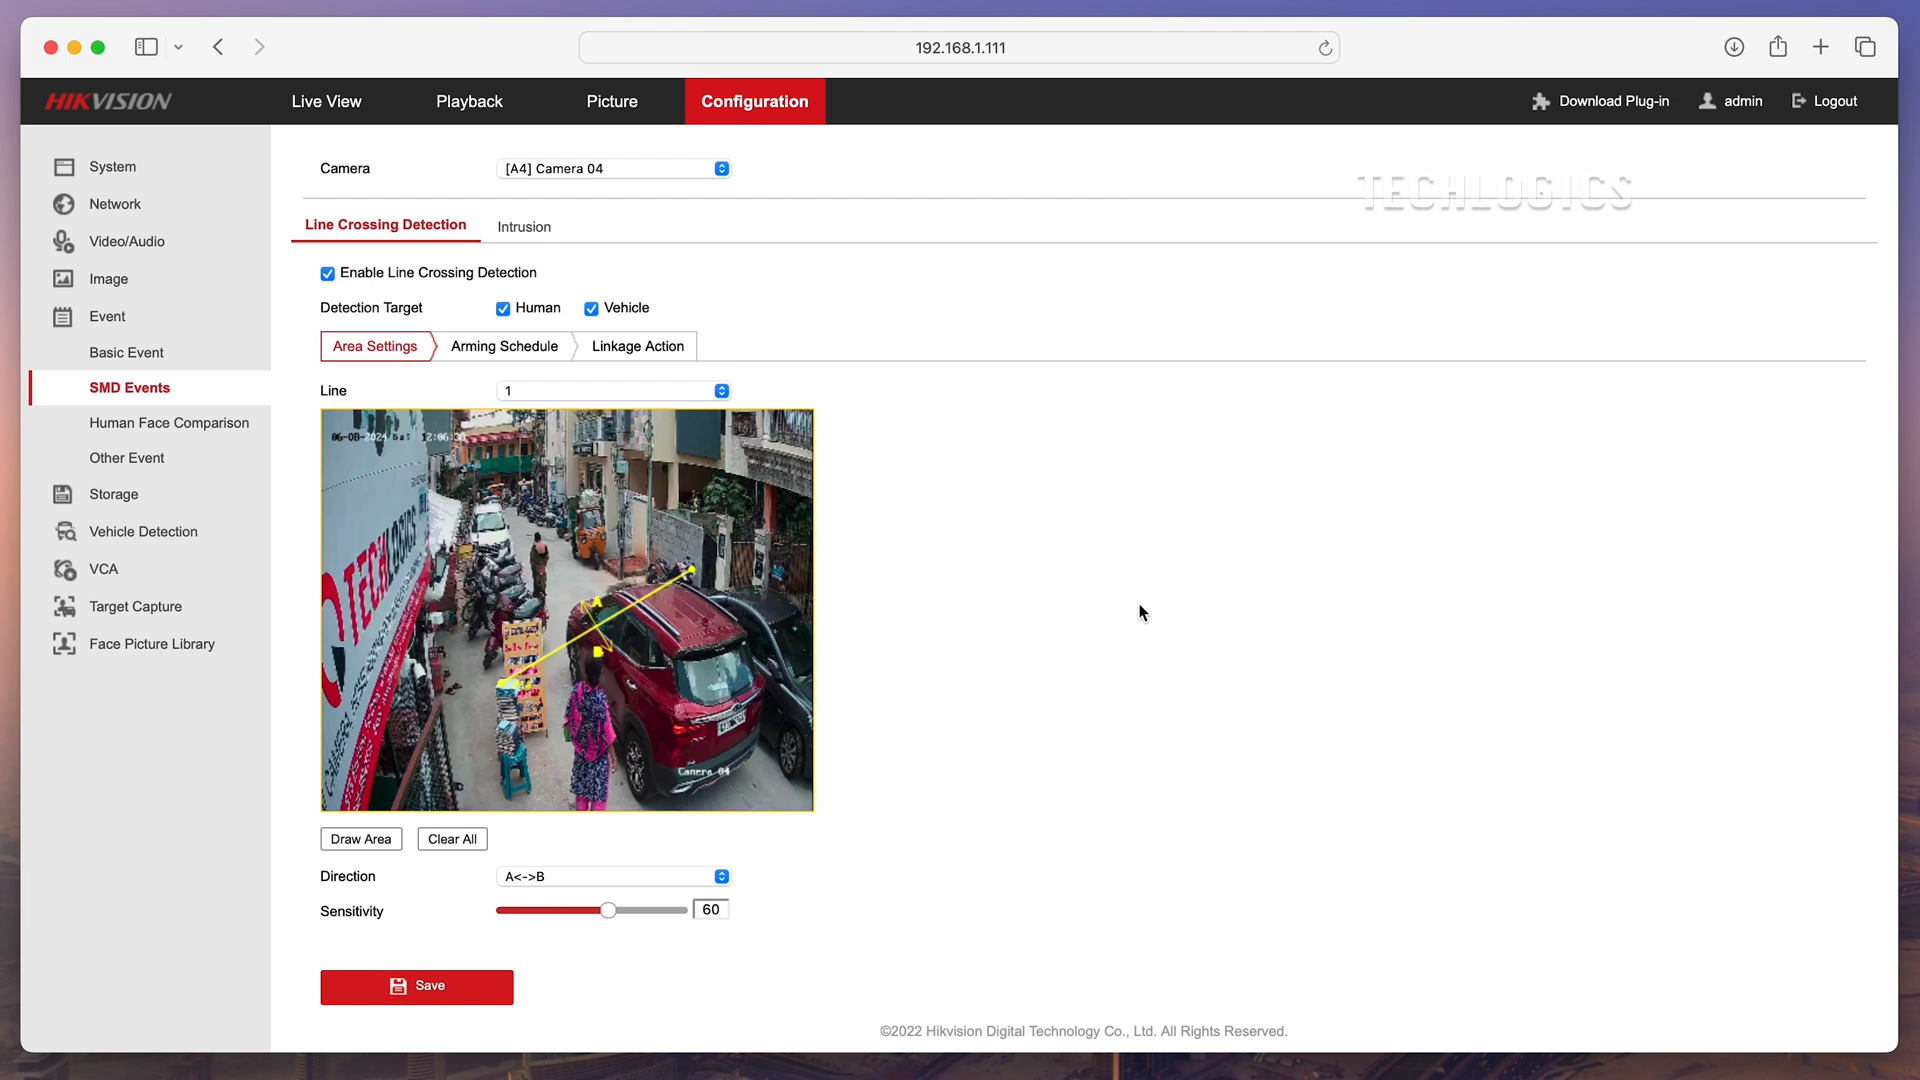 192.168.1.111
HIKVISION
Live View
Playback
Picture
Configuration
Download Plug-in
admin
Logout
System
Network
Video/Audio
Image
Event
Basic Event
SMD Events
Human Face Comparison
Other Event
Storage
Vehicle Detection
VCA
Target Capture
Face Picture Library
Camera
[A4] Camera 04
TECHLOGICS
Line Crossing Detection
Intrusion
Enable Line Crossing Detection
Detection Target
Human
Vehicle
Area Settings
Arming Schedule
Linkage Action
Line
1
TECHLOGICS
A
B
Camera 04
Draw Area
Clear All
Direction
A<->B
Sensitivity
60
Save
©2022 Hikvision Digital Technology Co., Ltd. All Rights Reserved.